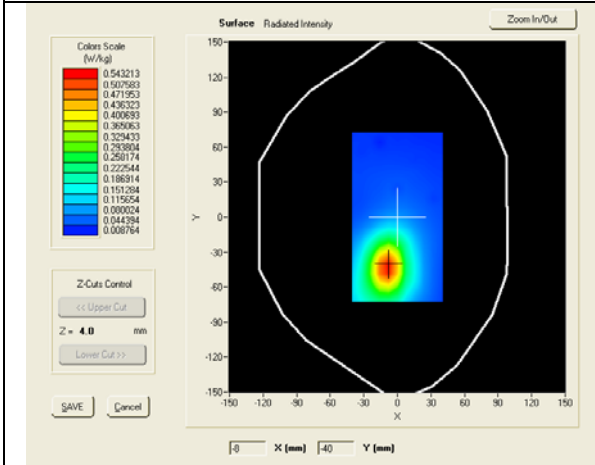 Surface Radiated Intensity
Zoom In/Out
Colors Scale
(W/kg)
0.543213
0.507583
0.471953
0.436323
0.400693
0.365063
0.329433
0.293804
0.258174
0.222544
0.186914
0.151284
0.115654
0.080024
0.044394
0.008764
Z-Cuts Control
<< Upper Cut
Z = 4.0 mm
Lower Cut >>
SAVE Cancel
150
120
90
60
30
0
-30
-60
-90
-120
-150
Y
-150 -120 -90 -60 -30 0 30 60 90 120 150
X
-8 X (mm) -40 Y (mm)